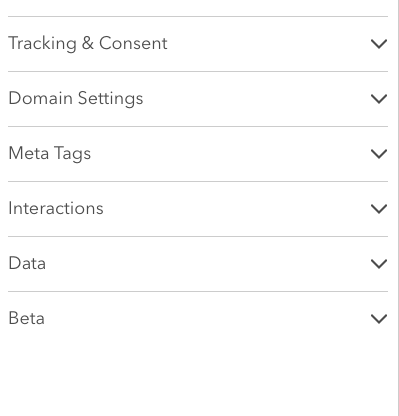 Tracking & Consent
Domain Settings
Meta Tags
Interactions
Data
Beta